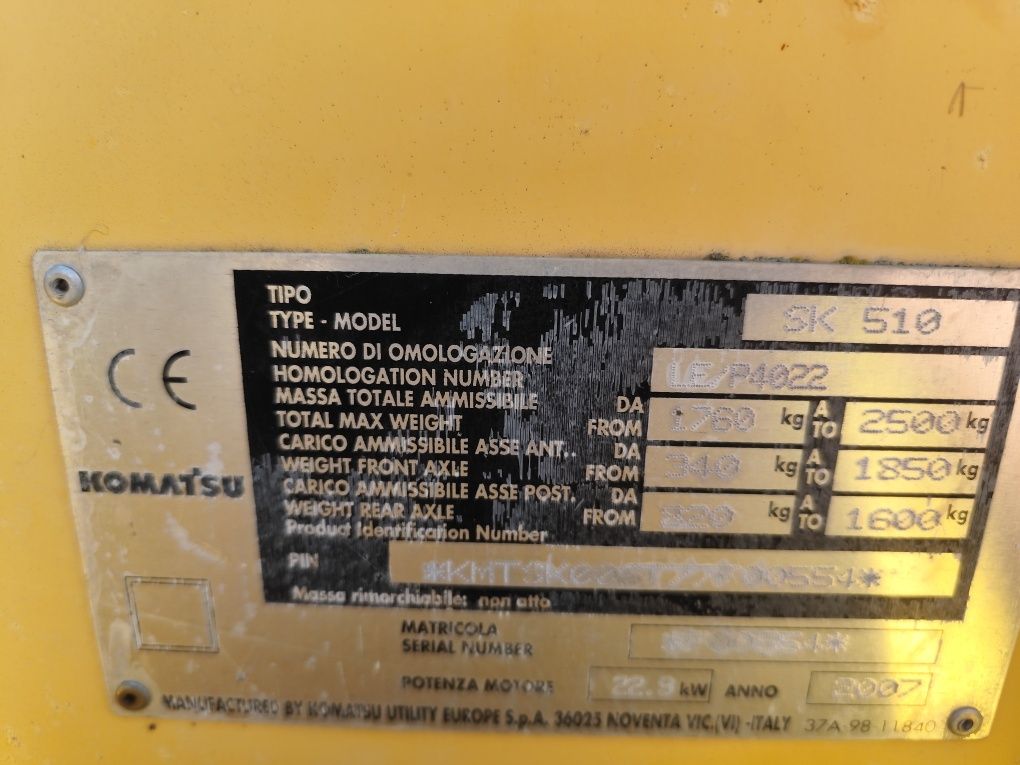 TIPO
TYPE - MODEL SK 510
NUMERO DI OMOLOGAZIONE
HOMOLOGATION NUMBER LE/P4022
MASSA TOTALE AMMISSIBILE DA A
TOTAL MAX WEIGHT FROM 1760 kg TO 2500 kg
CARICO AMMISSIBILE ASSE ANT.. DA A
WEIGHT FRONT AXLE FROM 340 kg TO 1850 kg
CARICO AMMISSIBILE ASSE POST. DA A
WEIGHT REAR AXLE FROM kg TO 1600 kg
Product Identification Number
PIN
Massa rimorchiabile: non atto
MATRICOLA
SERIAL NUMBER
POTENZA MOTORE 22.9 kW ANNO 2007
MANUFACTURED BY KOMATSU UTILITY EUROPE S.p.A. 36025 NOVENTA VIC.(VI) -ITALY 37A-98-11840
CE
KOMATSU